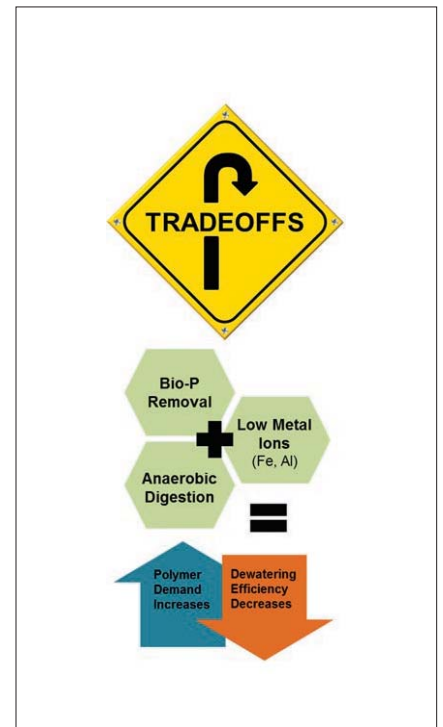 TRADEOFFS
Bio-P
Removal
Low Metal
Ions
(Fe, Al)
Anaerobic
Digestion
Polymer
Demand
Increases
Dewatering
Efficiency
Decreases